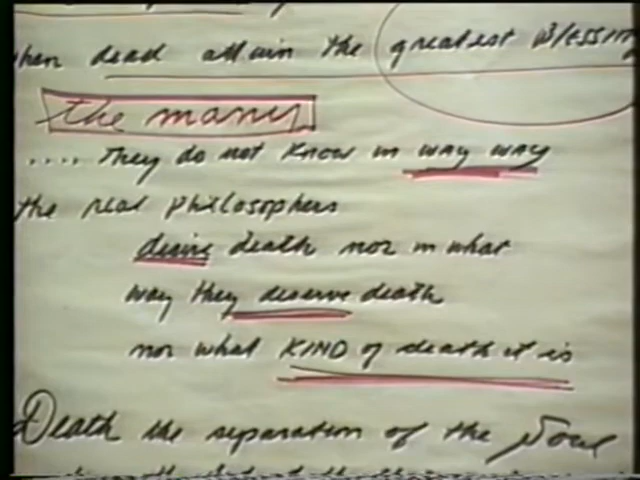 when dead attain the greatest Blessing
the many
.... they do not know in way way
the real philosophers
desire death nor in what
way they deserve death
nor what KIND of death it is
Death the separation of the Soul